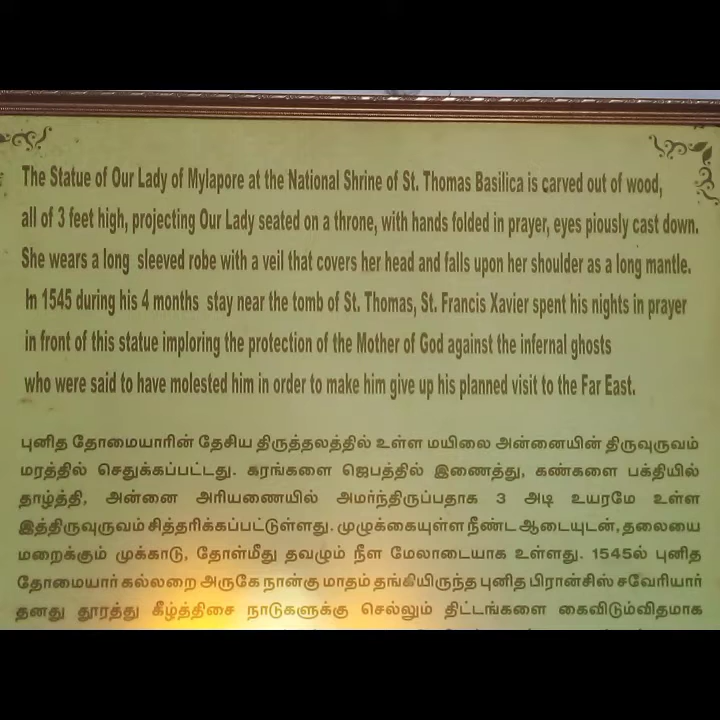 The Statue of Our Lady of Mylapore at the National Shrine of St. Thomas Basilica is carved out of wood,
all of 3 feet high, projecting Our Lady seated on a throne, with hands folded in prayer, eyes piously cast down.
She wears a long sleeved robe with a veil that covers her head and falls upon her shoulder as a long mantle.
In 1545 during his 4 months stay near the tomb of St. Thomas, St. Francis Xavier spent his nights in prayer
in front of this statue imploring the protection of the Mother of God against the infernal ghosts
who were said to have molested him in order to make him give up his planned visit to the Far East.
புனித தோமையாரின் தேசிய திருத்தலத்தில் உள்ள மயிலை அன்னையின் திருவுருவம்
மரத்தில் செதுக்கப்பட்டது. கரங்களை ஜெபத்தில் இணைத்து, கண்களை பக்தியில்
தாழ்த்தி, அன்னை அரியணையில் அமர்ந்திருப்பதாக 3 அடி உயரமே உள்ள
இத்திருவுருவம் சித்தரிக்கப்பட்டுள்ளது. முழுக்கையுள்ள நீண்ட ஆடையுடன், தலையை
மறைக்கும் முக்காடு, தோள்மீது தவழும் நீள மேலாடையாக உள்ளது. 1545ல் புனித
தோமையார் கல்லறை அருகே நான்கு மாதம் தங்கியிருந்த புனித பிரான்சிஸ் சவேரியார்
தனது தூரத்து கீழ்த்திசை நாடுகளுக்கு செல்லும் திட்டங்களை கைவிடும்விதமாக